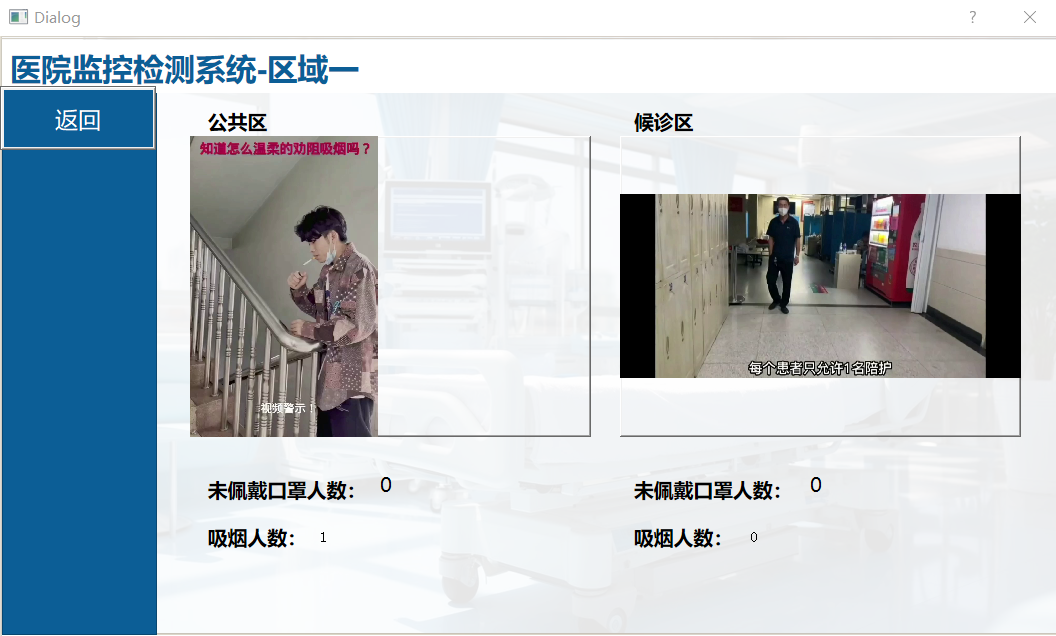 Dialog
医院监控检测系统-区域一
返回
公共区
候诊区
知道怎么温柔的劝阻吸烟吗？
视频警示！
每个患者只允许1名陪护
未佩戴口罩人数： 0
未佩戴口罩人数： 0
吸烟人数： 1
吸烟人数： 0